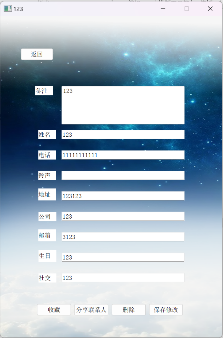 123
返回
备注 123
姓名 123
电话 11111111111
铃声
地址 123123
公司 123
邮箱 3123
生日 123
社交 123
收藏 分享联系人 删除 保存修改